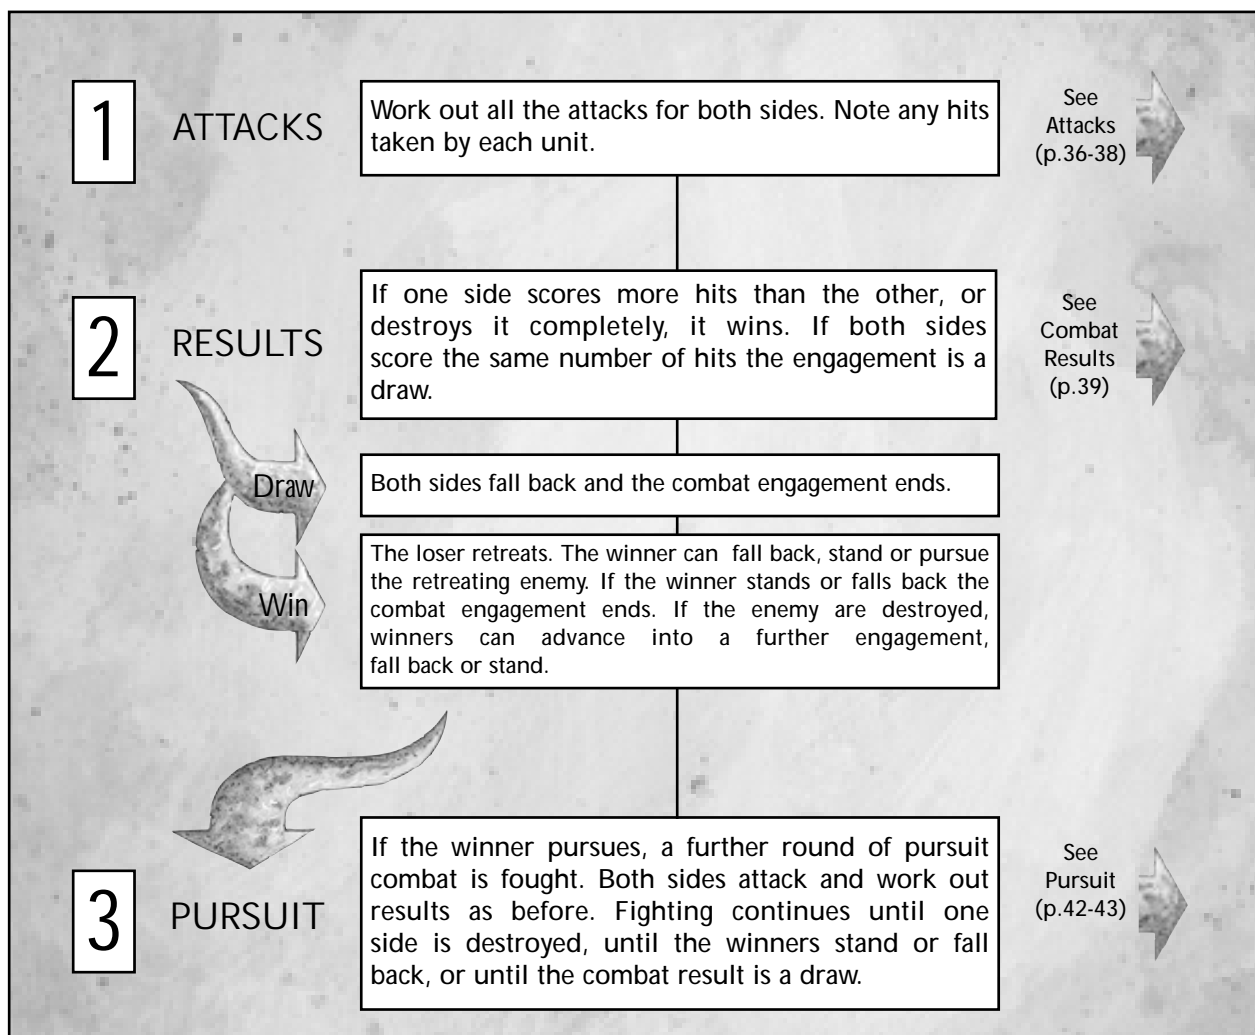 1
ATTACKS
Work out all the attacks for both sides. Note any hits
taken by each unit.
See
Attacks
(p.36-38)
2
RESULTS
If one side scores more hits than the other, or
destroys it completely, it wins. If both sides
score the same number of hits the engagement is a
draw.
See
Combat
Results
(p.39)
Draw
Both sides fall back and the combat engagement ends.
Win
The loser retreats. The winner can fall back, stand or pursue
the retreating enemy. If the winner stands or falls back the
combat engagement ends. If the enemy are destroyed,
winners can advance into a further engagement,
fall back or stand.
3
PURSUIT
If the winner pursues, a further round of pursuit
combat is fought. Both sides attack and work out
results as before. Fighting continues until one
side is destroyed, until the winners stand or fall
back, or until the combat result is a draw.
See
Pursuit
(p.42-43)